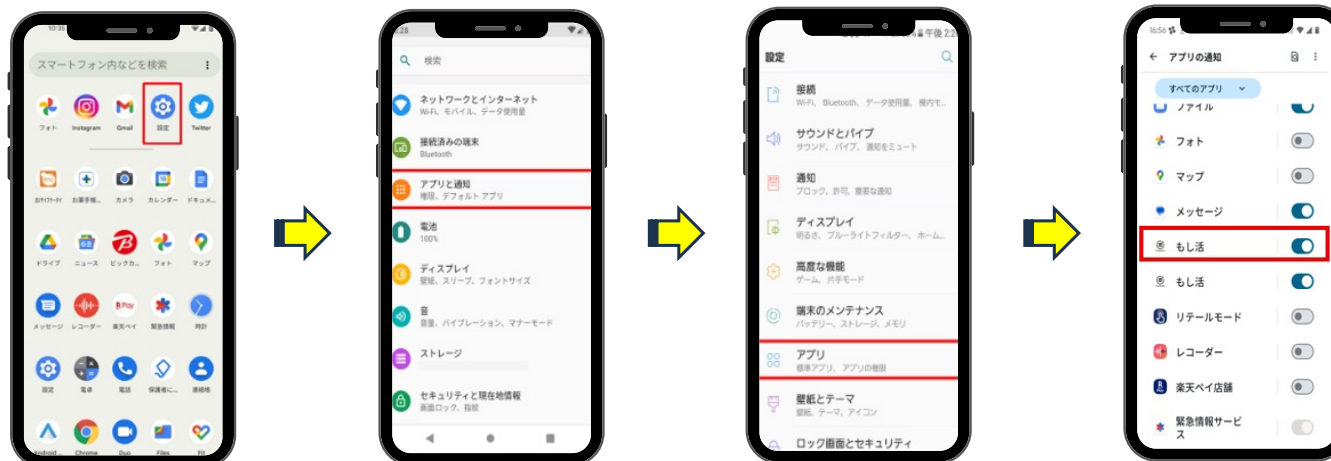 10:36
スマートフォン内などを検索
フォト
Instagram
Gmail
設定
Twitter
お薬手帳...
カメラ
カレンダー
ドキュメ...
ドライブ
ニュース
ビックカ...
フォト
マップ
メッセージ
レコーダー
R Pay
楽天ペイ
緊急情報
時計
設定
電卓
電話
保護者に...
連絡帳
Android...
Chrome
Duo
Files
Fit
:28
検索
ネットワークとインターネット
Wi-Fi、モバイル、データ使用量
接続済みの端末
Bluetooth
アプリと通知
権限、デフォルト アプリ
電池
100%
ディスプレイ
壁紙、スリープ、フォントサイズ
音
音量、バイブレーション、マナーモード
ストレージ
セキュリティと現在地情報
画面ロック、指紋
午後 2:2
設定
接続
Wi-Fi、Bluetooth、データ使用量、機内モ...
サウンドとバイブ
サウンド、バイブ、通知をミュート
通知
ブロック、許可、重要な通知
ディスプレイ
明るさ、ブルーライトフィルター、ホーム...
高度な機能
ゲーム、片手モード
端末のメンテナンス
バッテリー、ストレージ、メモリ
アプリ
標準アプリ、アプリの権限
壁紙とテーマ
壁紙、テーマ、アイコン
ロック画面とセキュリティ
16:56
アプリの通知
すべてのアプリ
ファイル
フォト
マップ
メッセージ
もし活
もし活
リテールモード
レコーダー
楽天ペイ店舗
緊急情報サービ
ス